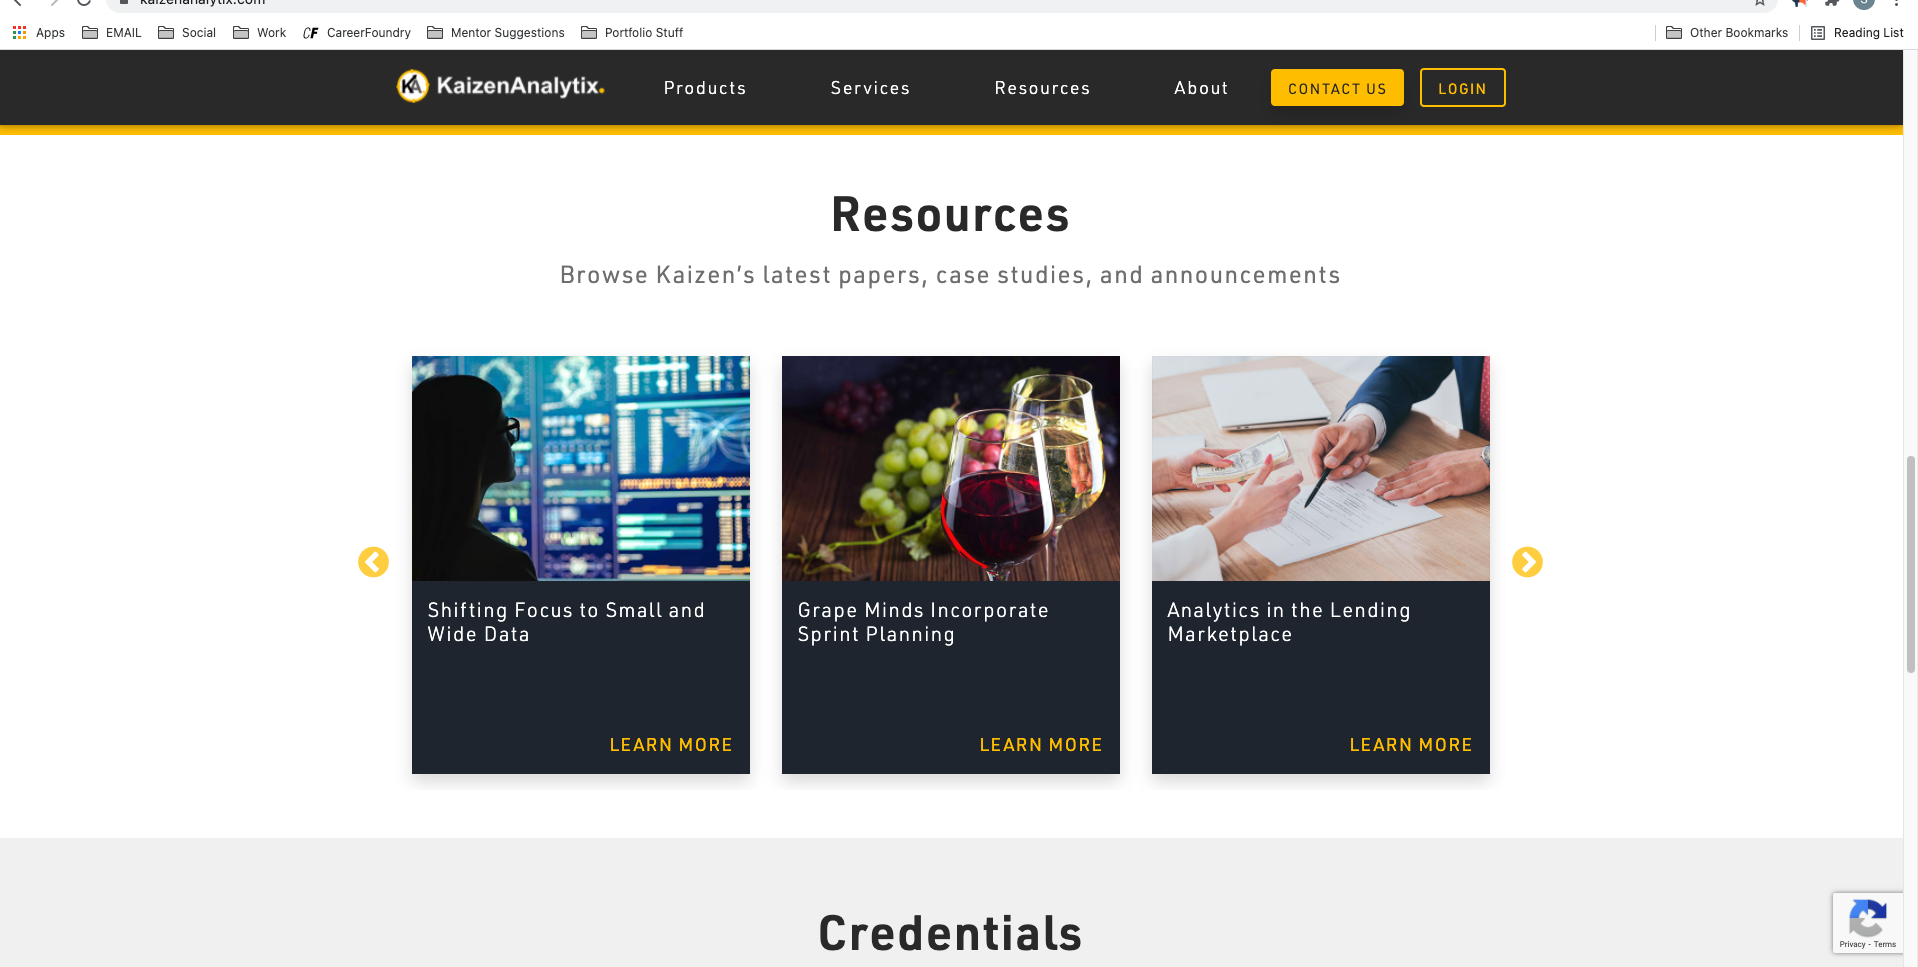 kaizenanalytix.com
Apps EMAIL Social Work CF CareerFoundry Mentor Suggestions Portfolio Stuff Other Bookmarks Reading List
KA KaizenAnalytix. Products Services Resources About CONTACT US LOGIN
Resources
Browse Kaizen’s latest papers, case studies, and announcements
Shifting Focus to Small and
Wide Data
LEARN MORE
Grape Minds Incorporate
Sprint Planning
LEARN MORE
Analytics in the Lending
Marketplace
LEARN MORE
Credentials
Privacy - Terms